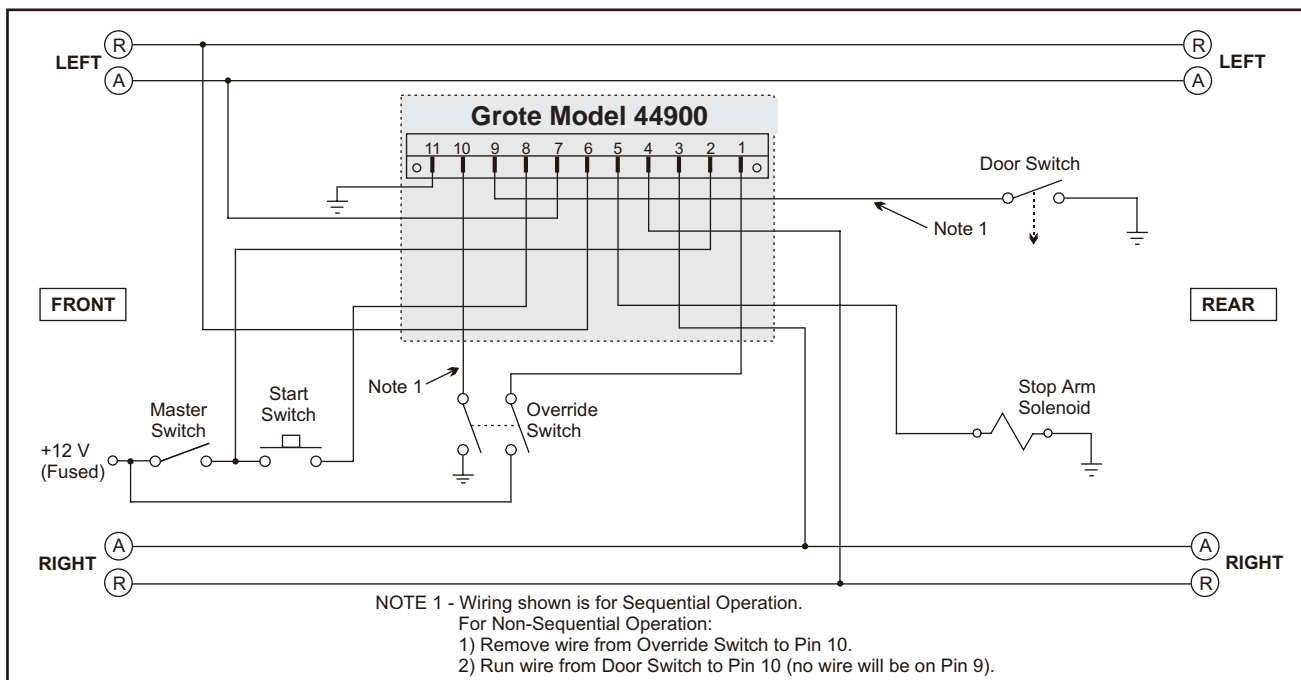 R
LEFT
A
R
LEFT
A
Grote Model 44900
11 10 9 8 7 6 5 4 3 2 1
Door Switch
Note 1
FRONT
REAR
Note 1
Start
Switch
Master
Switch
Override
Switch
Stop Arm
Solenoid
+12 V
(Fused)
A
RIGHT
R
A
RIGHT
R
NOTE 1 - Wiring shown is for Sequential Operation.
For Non-Sequential Operation:
1) Remove wire from Override Switch to Pin 10.
2) Run wire from Door Switch to Pin 10 (no wire will be on Pin 9).